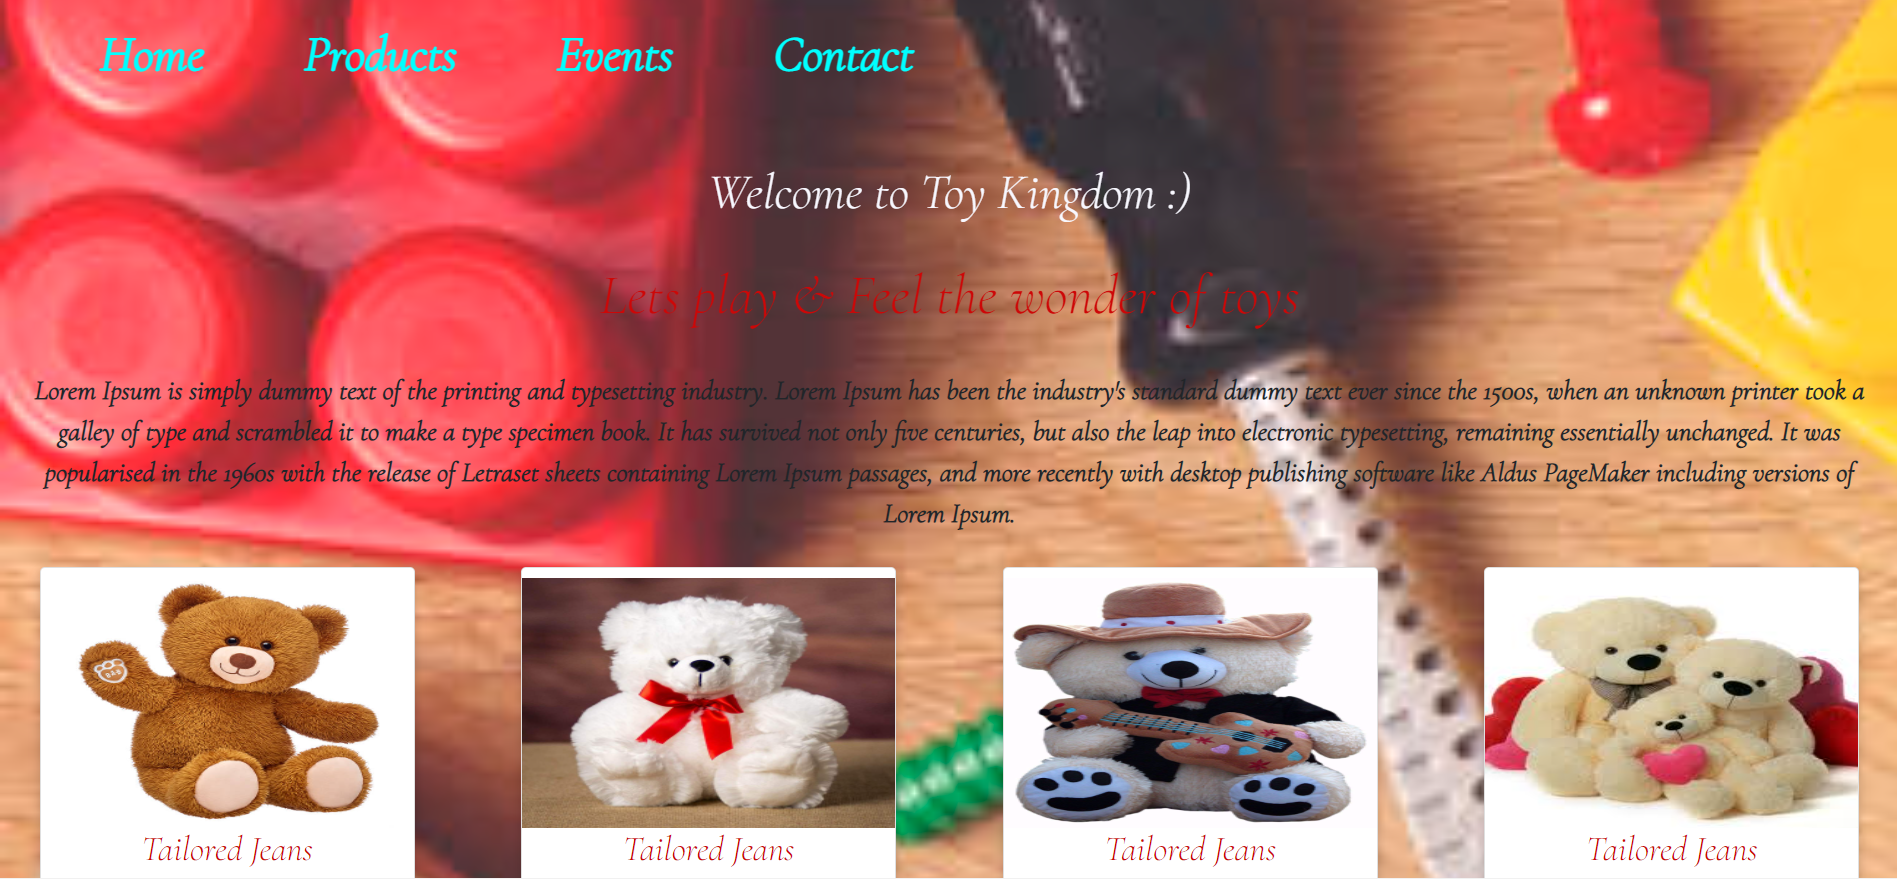 Home Products Events Contact
Welcome to Toy Kingdom :)
Lets play & Feel the wonder of toys
Lorem Ipsum is simply dummy text of the printing and typesetting industry. Lorem Ipsum has been the industry's standard dummy text ever since the 1500s, when an unknown printer took a
galley of type and scrambled it to make a type specimen book. It has survived not only five centuries, but also the leap into electronic typesetting, remaining essentially unchanged. It was
popularised in the 1960s with the release of Letraset sheets containing Lorem Ipsum passages, and more recently with desktop publishing software like Aldus PageMaker including versions of
Lorem Ipsum.
Tailored Jeans Tailored Jeans Tailored Jeans Tailored Jeans